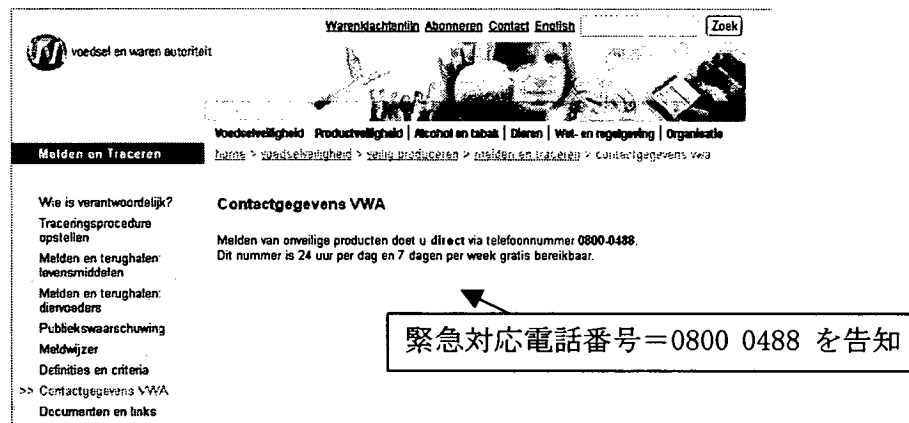 Warenklachtenlijn Abonneren Contact English
Zoek
voedsel en waren autoriteit
Voedselveiligheid Productveiligheid | Alcohol en tabak | Dieren | Wet- en regelgeving | Organisatie
Melden en Traceren
home > voedselveiligheid > veilig produceren > melden en traceren > contactgegevens vwa
Wie is verantwoordelijk?
Traceringsprocedure
opstellen
Melden en terughalen:
levensmiddelen
Melden en terughalen:
diervoeders
Publiekswaarschuwing
Meldwijzer
Definities en criteria
>> Contactgegevens VWA
Documenten en links
Contactgegevens VWA
Melden van onveilige producten doet u direct via telefoonnummer 0800-0488.
Dit nummer is 24 uur per dag en 7 dagen per week gratis bereikbaar.
緊急対応電話番号＝0800 0488 を告知